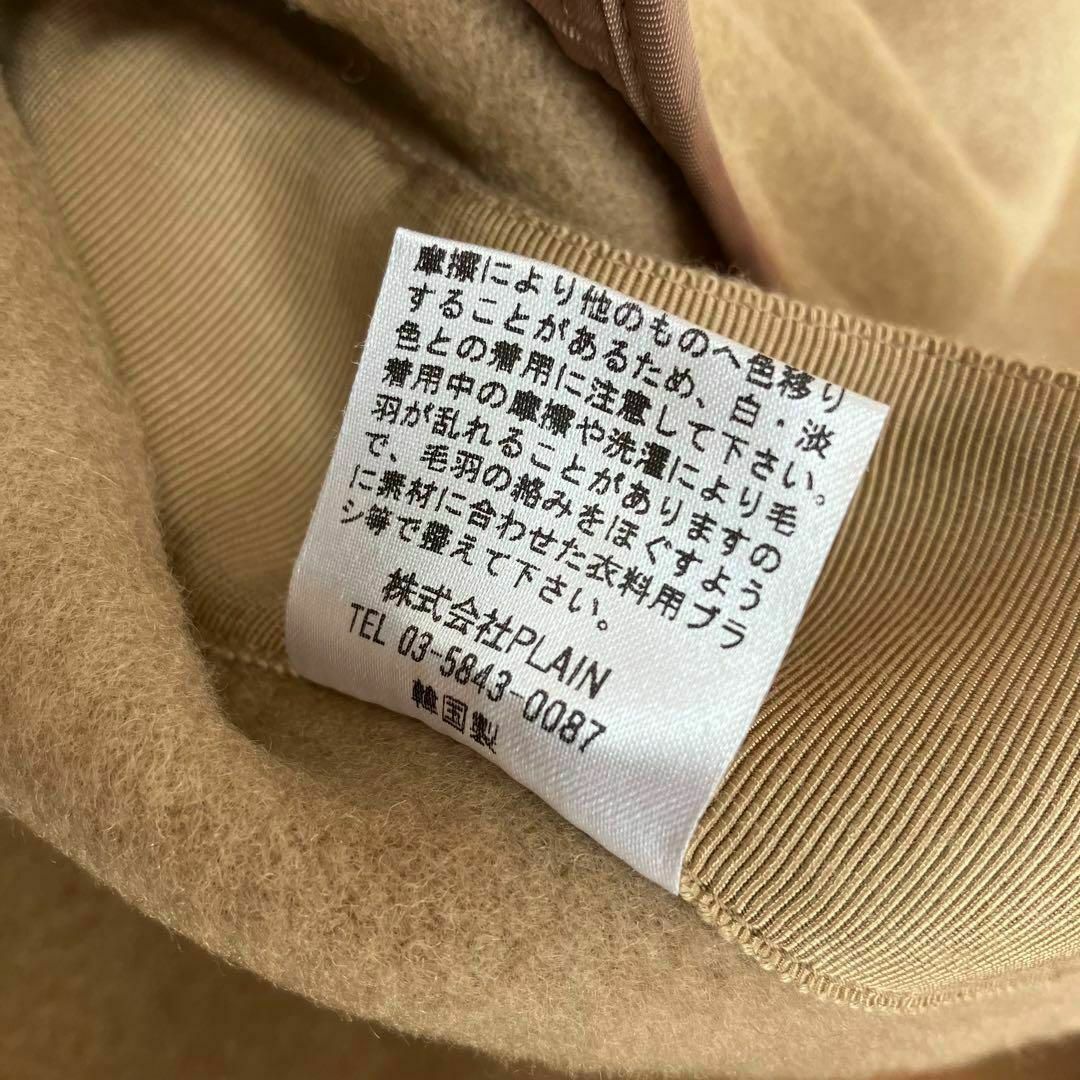 摩擦により他のものへ色移り
することがあるため、白・淡
色との着用に注意して下さい。
着用中の摩擦や洗濯により毛
羽が乱れることがありますの
で、毛羽の絡みをほぐすよう
に素材に合わせた衣料用ブラ
シ等で整えて下さい。
株式会社PLAIN
TEL 03-5843-0087
韓国製